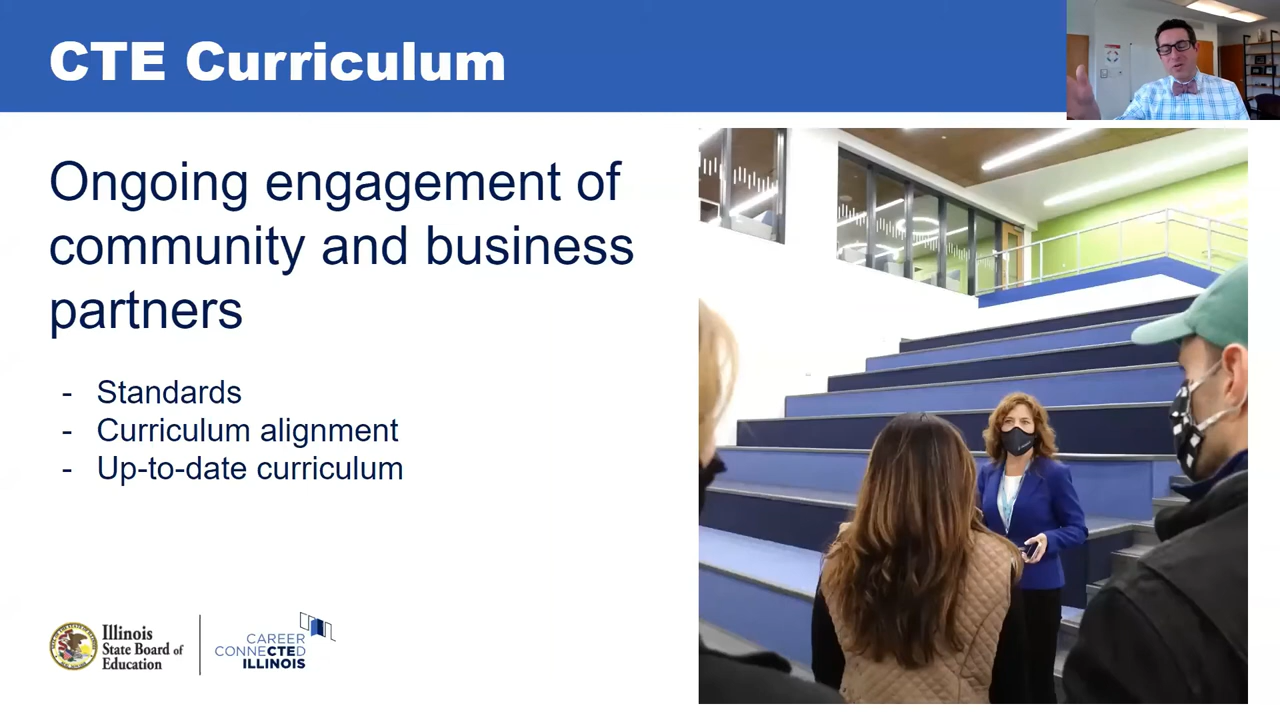 CTE Curriculum
Ongoing engagement of
community and business
partners
- Standards
- Curriculum alignment
- Up-to-date curriculum
Illinois
State Board of
Education
CAREER
CONNECTED
ILLINOIS